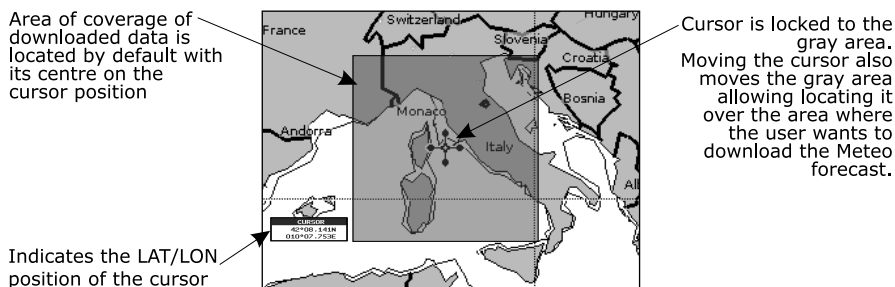 Area of coverage of
downloaded data is
located by default with
its centre on the
cursor position
France
Switzerland
Hungary
Slovenia
Croatia
Bosnia
Monaco
Andorra
Italy
Al
CURSOR
42°08.141N
010°07.753E
Cursor is locked to the
gray area.
Moving the cursor also
moves the gray area
allowing locating it
over the area where
the user wants to
download the Meteo
forecast.
Indicates the LAT/LON
position of the cursor